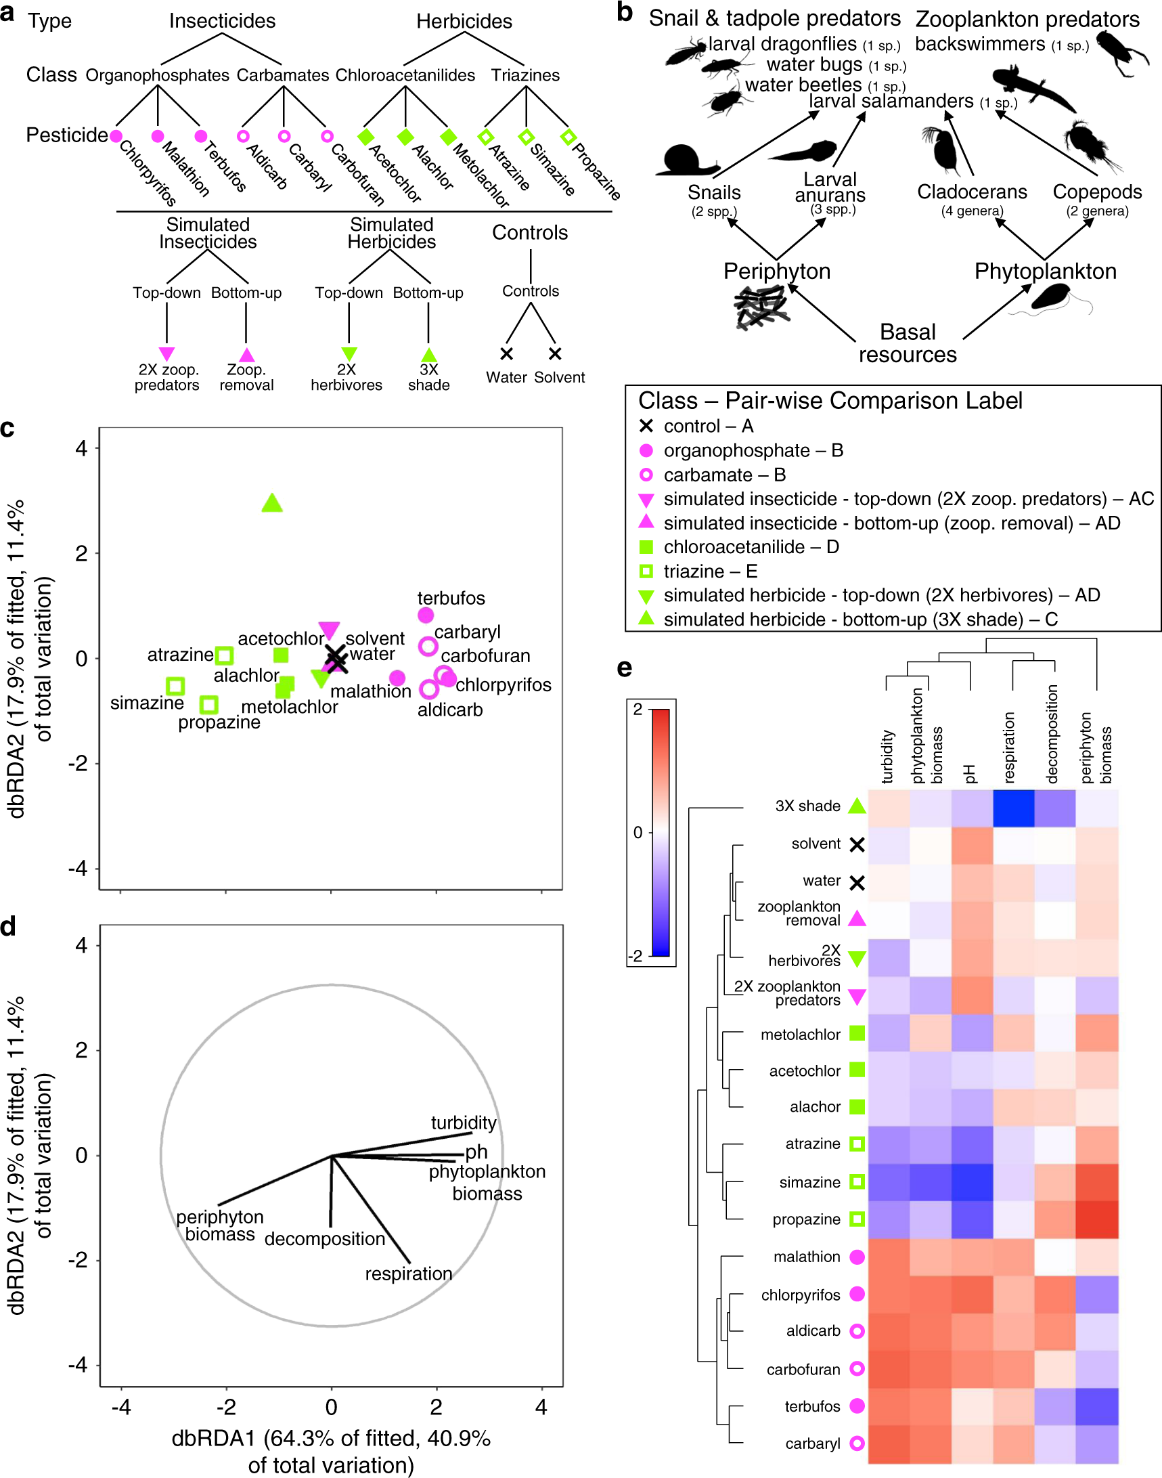 a
Type
Insecticides
Herbicides
Class
Organophosphates
Carbamates
Chloroacetanilides
Triazines
Pesticide
Chlorpyrifos
Malathion
Terbufos
Aldicarb
Carbaryl
Carbofuran
Acetochlor
Alachlor
Metolachlor
Atrazine
Simazine
Propazine
Simulated
Insecticides
Simulated
Herbicides
Controls
Top-down
Bottom-up
Top-down
Bottom-up
Controls
2X zoop.
predators
Zoop.
removal
2X
herbivores
3X
shade
Water
Solvent
b
Snail & tadpole predators
Zooplankton predators
larval dragonflies (1 sp.)
backswimmers (1 sp.)
water bugs (1 sp.)
water beetles (1 sp.)
larval salamanders (1 sp.)
Snails
(2 spp.)
Larval
anurans
(3 spp.)
Cladocerans
(4 genera)
Copepods
(2 genera)
Periphyton
Phytoplankton
Basal
resources
Class – Pair-wise Comparison Label
control – A
organophosphate – B
carbamate – B
simulated insecticide - top-down (2X zoop. predators) – AC
simulated insecticide - bottom-up (zoop. removal) – AD
chloroacetanilide – D
triazine – E
simulated herbicide - top-down (2X herbivores) – AD
simulated herbicide - bottom-up (3X shade) – C
c
dbRDA2 (17.9% of fitted, 11.4%
of total variation)
4
2
0
-2
-4
terbufos
acetochlor
solvent
carbaryl
atrazine
water
carbofuran
alachlor
malathion
chlorpyrifos
simazine
metolachlor
aldicarb
propazine
d
dbRDA2 (17.9% of fitted, 11.4%
of total variation)
4
2
0
-2
-4
turbidity
ph
phytoplankton
biomass
periphyton
biomass
decomposition
respiration
-4
-2
0
2
4
dbRDA1 (64.3% of fitted, 40.9%
of total variation)
e
2
0
-2
turbidity
phytoplankton
biomass
pH
respiration
decomposition
periphyton
biomass
3X shade
solvent
water
zooplankton
removal
2X
herbivores
2X zooplankton
predators
metolachlor
acetochlor
alachor
atrazine
simazine
propazine
malathion
chlorpyrifos
aldicarb
carbofuran
terbufos
carbaryl